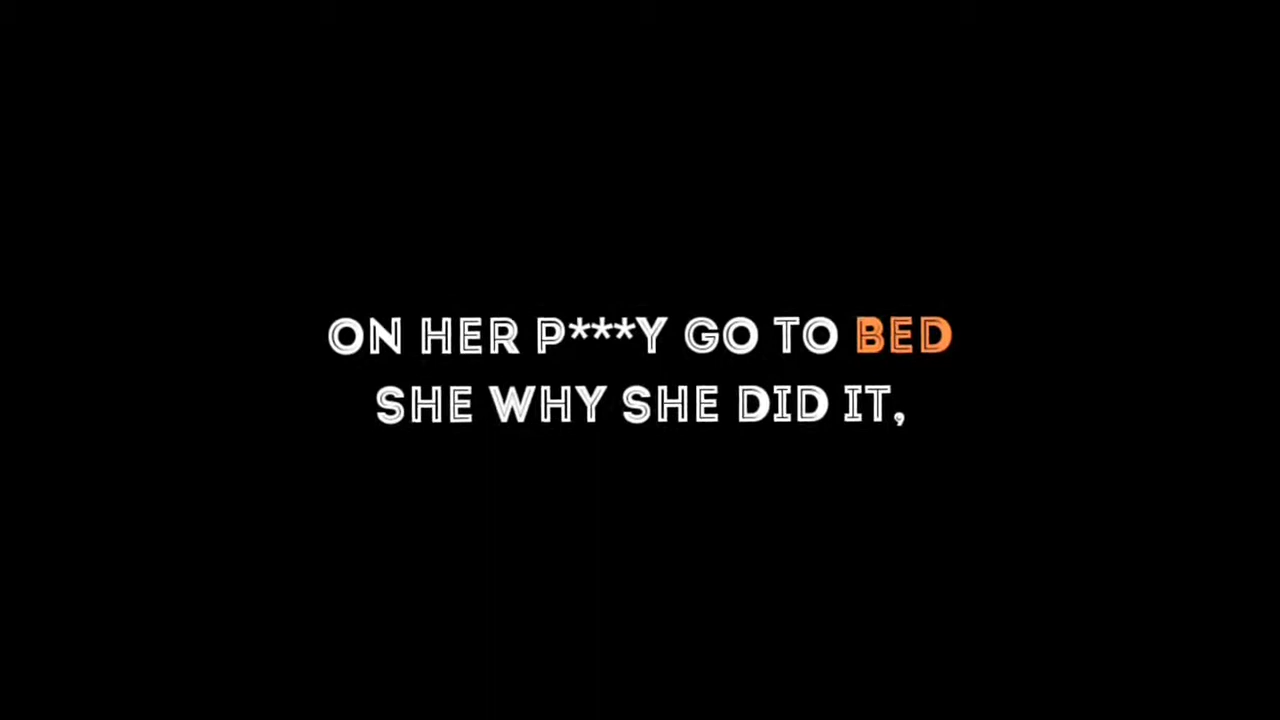 ON HER P***Y GO TO BED
SHE WHY SHE DID IT,